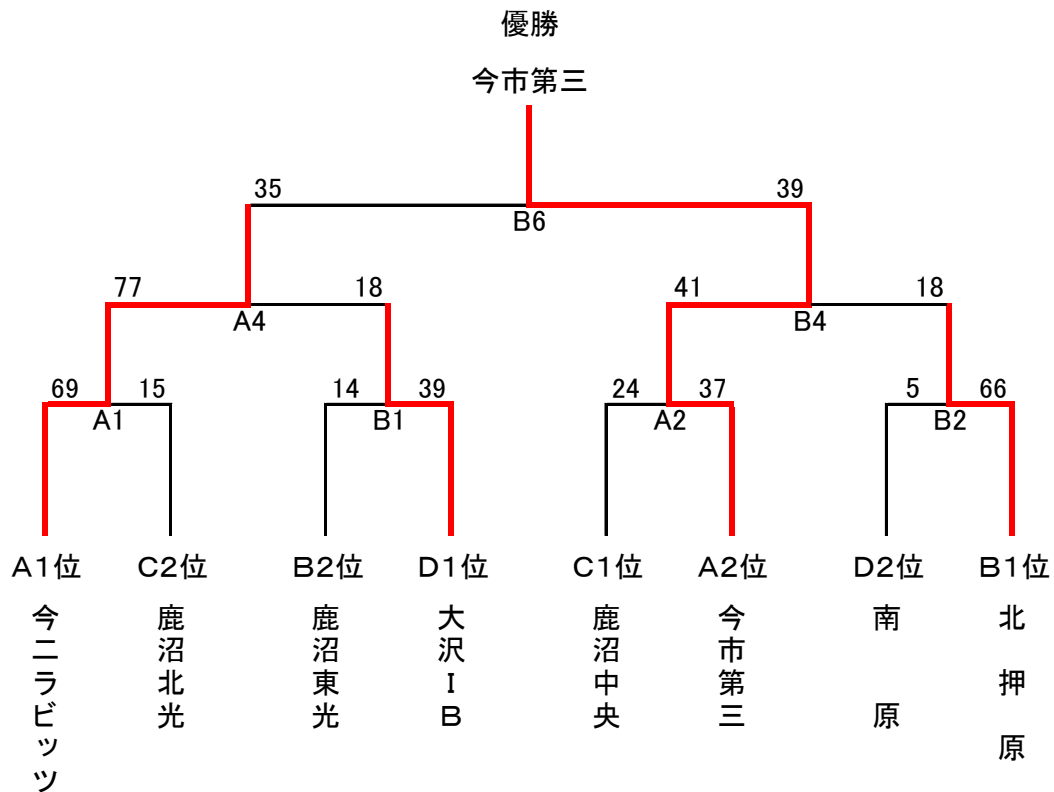 優勝
今市第三
35 39
B6
77 18 41 18
A4 B4
69 15 14 39 24 37 5 66
A1 B1 A2 B2
A1位 C2位 B2位 D1位 C1位 A2位 D2位 B1位
今二ラビッツ
鹿沼北光
鹿沼東光
大沢IB
鹿沼中央
今市第三
南原
北押原